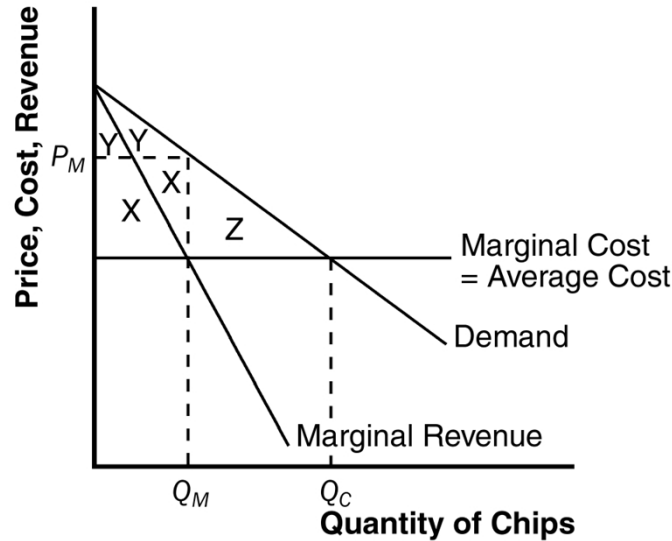 Price, Cost, Revenue
Y Y
P_M
X
X
Z
Marginal Cost
= Average Cost
Demand
Marginal Revenue
Q_M
Q_C
Quantity of Chips